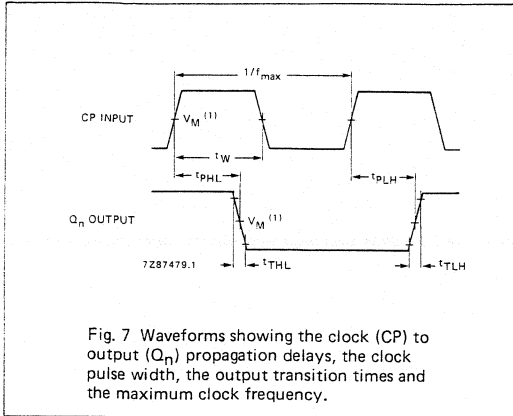 1/fmax
CP INPUT
VM (1)
tW
tPHL
tPLH
Qn OUTPUT
VM (1)
7Z87479.1
tTHL
tTLH
Fig. 7 Waveforms showing the clock (CP) to
output (Qn) propagation delays, the clock
pulse width, the output transition times and
the maximum clock frequency.